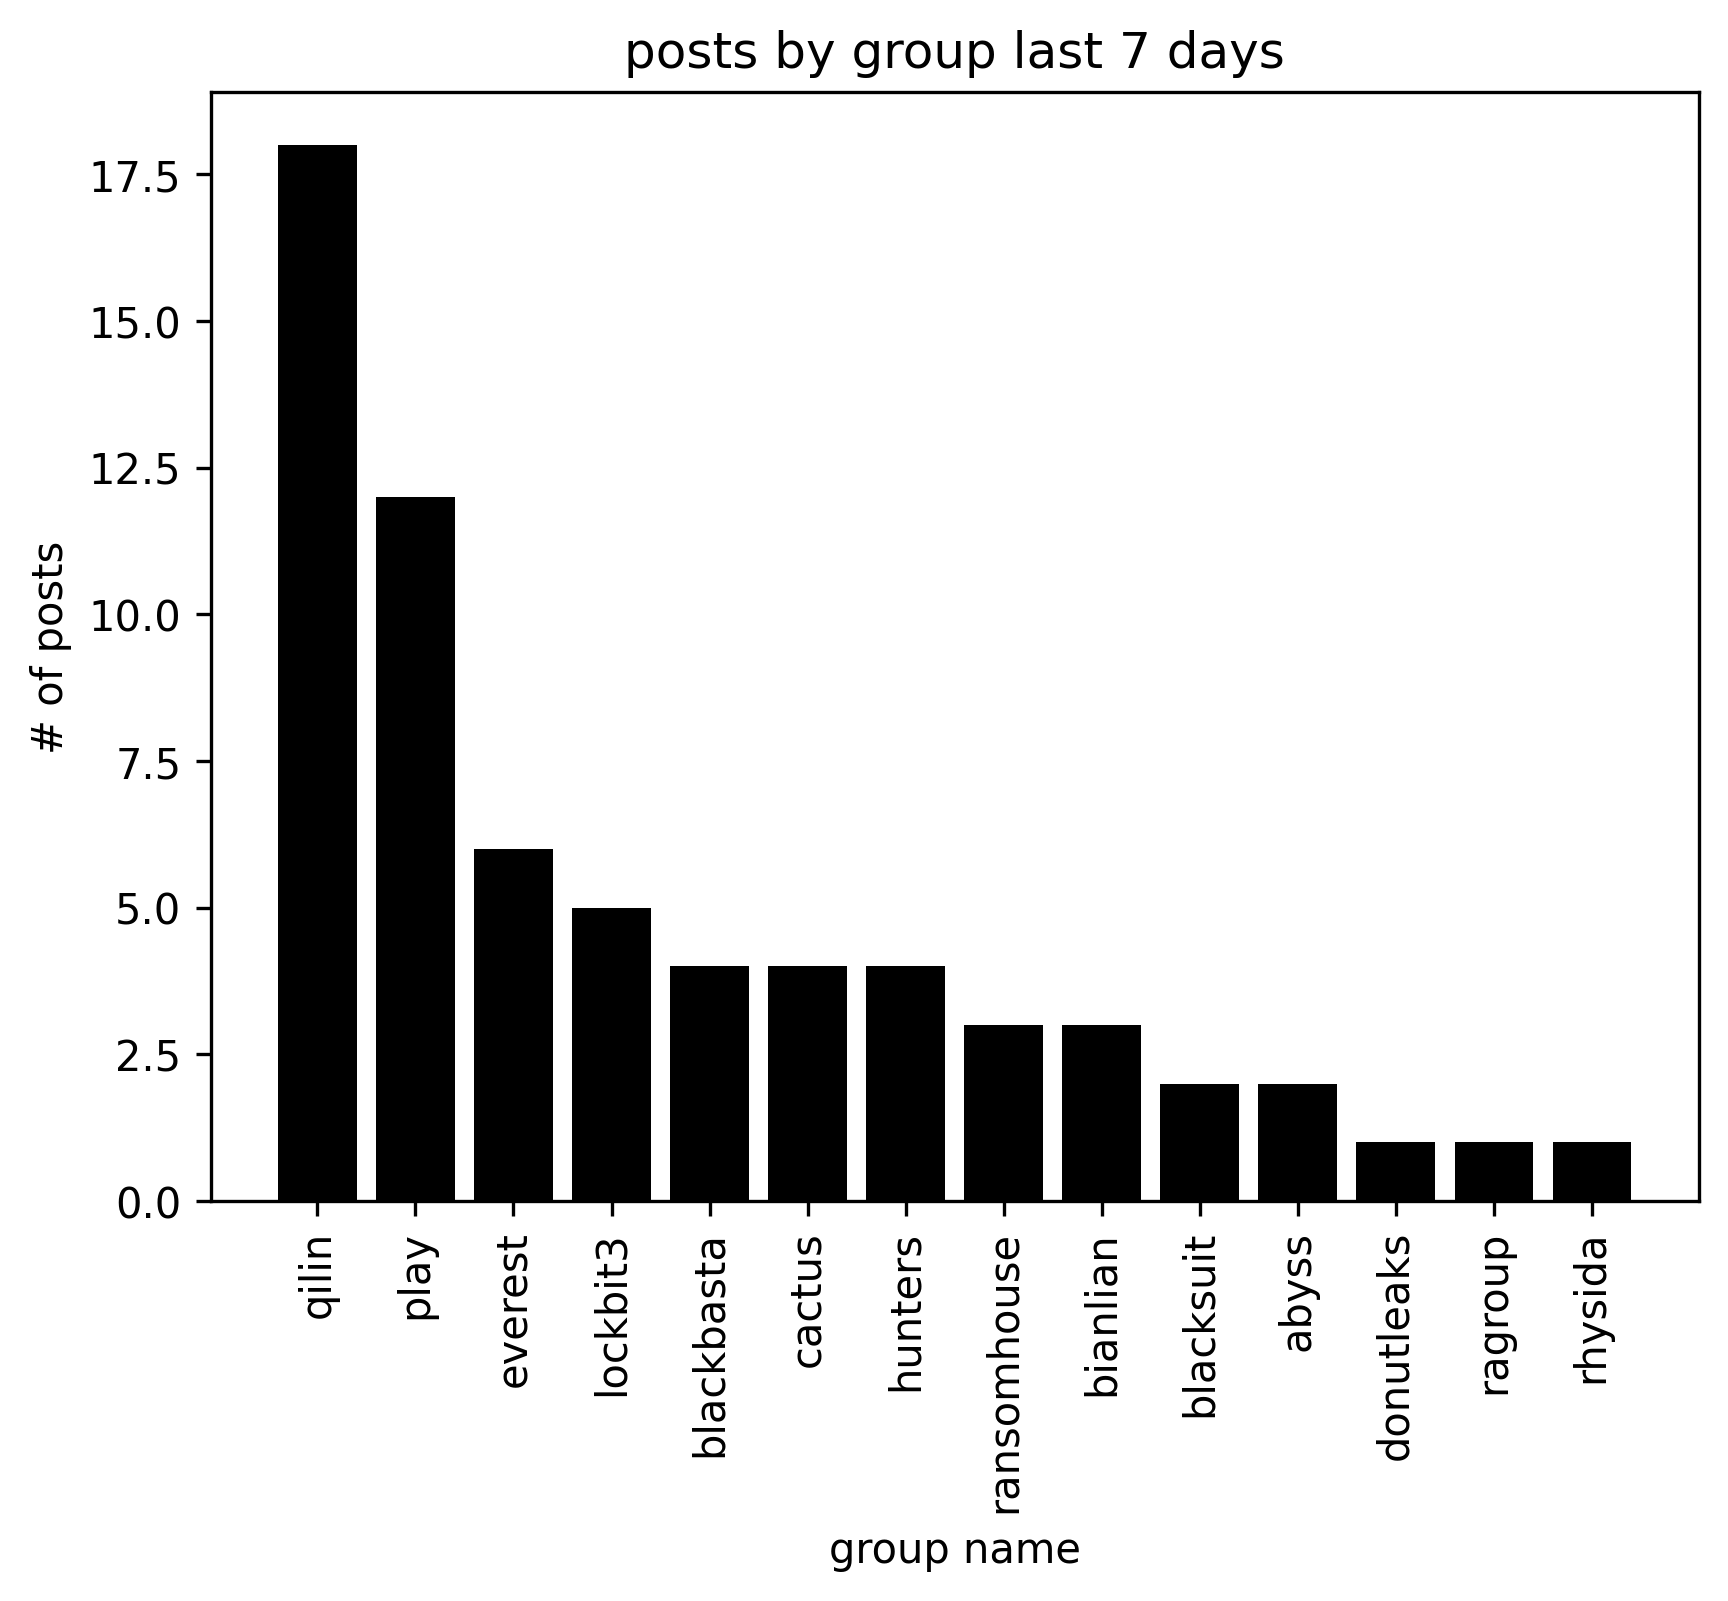 posts by group last 7 days
17.5
15.0
12.5
10.0
7.5
5.0
2.5
0.0
# of posts
qilin
play
everest
lockbit3
blackbasta
cactus
hunters
ransomhouse
bianlian
blacksuit
abyss
donutleaks
ragroup
rhysida
group name